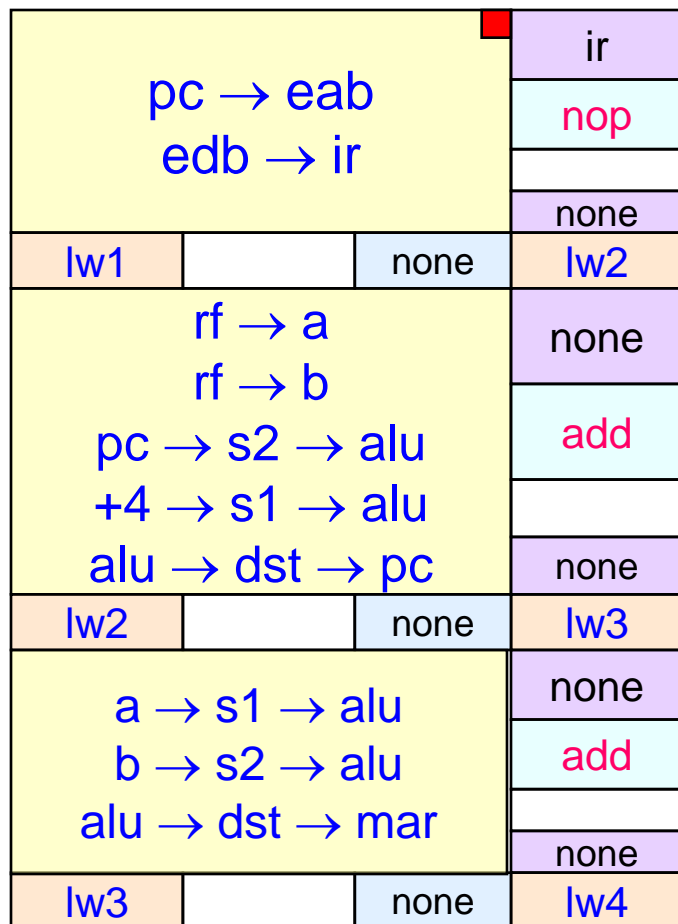 pc → eab
edb → ir
ir
nop
none
lw1 none lw2
rf → a
rf → b
pc → s2 → alu
+4 → s1 → alu
alu → dst → pc
none
add
none
lw2 none lw3
a → s1 → alu
b → s2 → alu
alu → dst → mar
none
add
none
lw3 none lw4